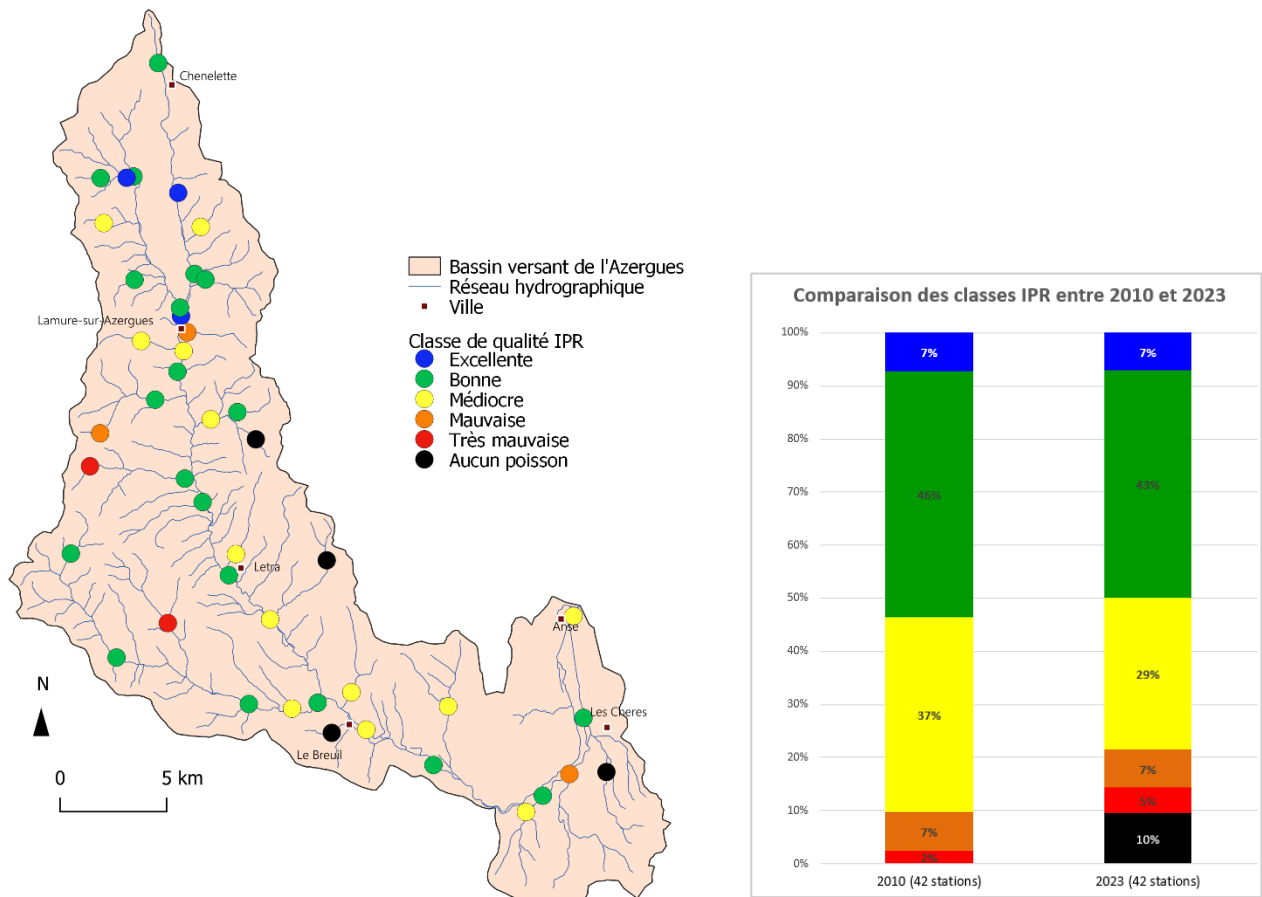 Chenelette
Lamure-sur-Azergues
Letra
Anse
Les Cheres
Le Breuil
N
0 5 km
Bassin versant de l'Azergues
Réseau hydrographique
Ville
Classe de qualité IPR
Excellente
Bonne
Médiocre
Mauvaise
Très mauvaise
Aucun poisson
Comparaison des classes IPR entre 2010 et 2023
100%
90%
80%
70%
60%
50%
40%
30%
20%
10%
0%
7%
46%
37%
7%
2%
7%
43%
29%
7%
5%
10%
2010 (42 stations)
2023 (42 stations)